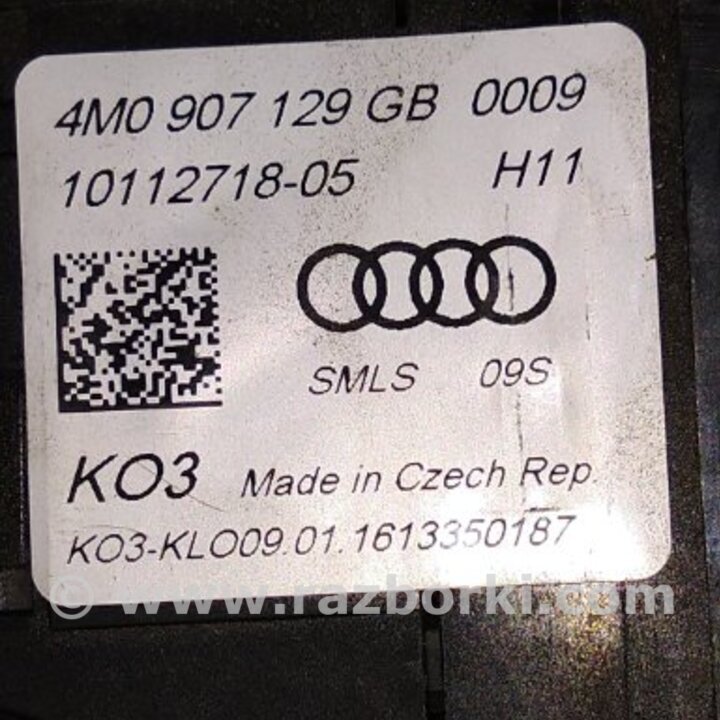 4M0 907 129 GB 0009
10112718-05 H11
SMLS 09S
KO3 Made in Czech Rep.
KO3-KLO09.01.1613350187
© www.razborki.com